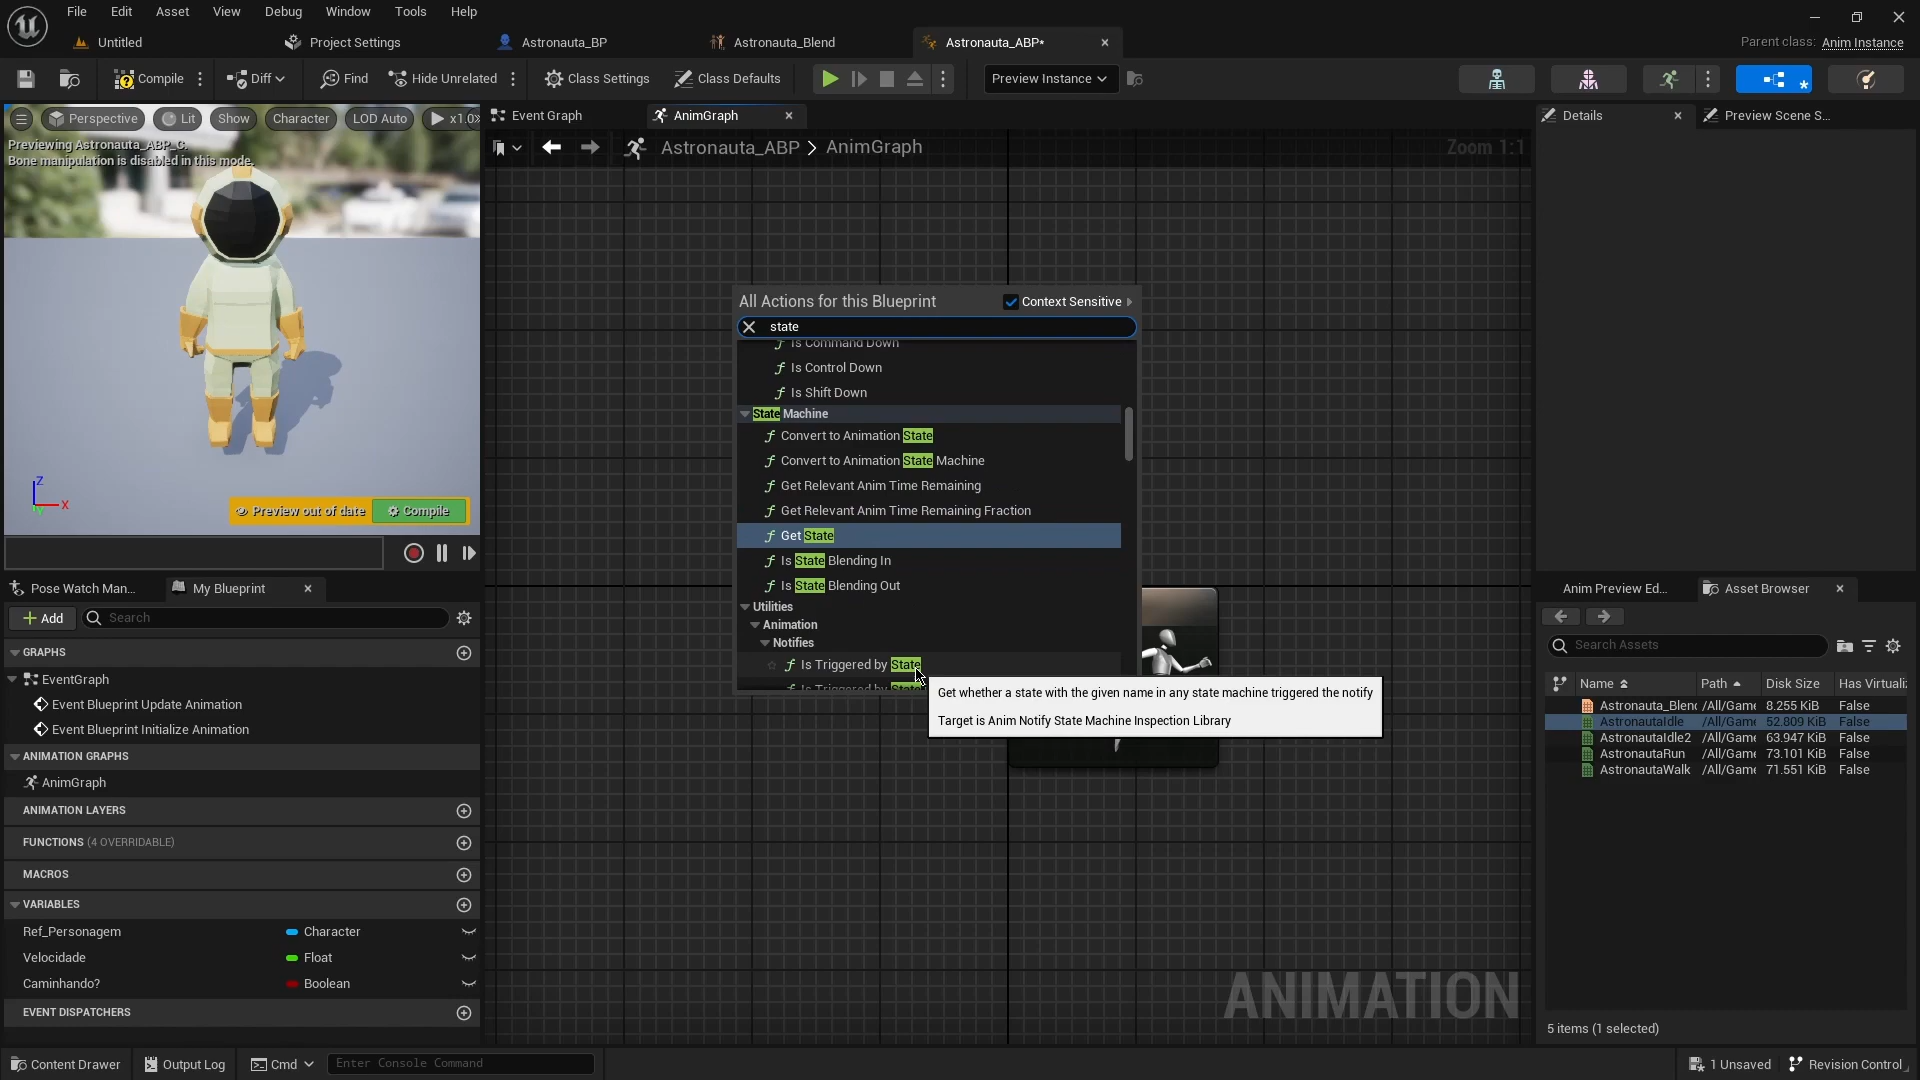 File Edit Asset View Debug Window Tools Help
Untitled Project Settings Astronauta_BP Astronauta_Blend Astronauta_ABP* Parent class: Anim Instance
Compile Diff Find Hide Unrelated Class Settings Class Defaults Preview Instance
Perspective Lit Show Character LOD Auto x1.0
Previewing Astronauta_ABP_C.
Bone manipulation is disabled in this mode.
Z
X
Preview out of date Compile
Pose Watch Man... My Blueprint
Add Search
GRAPHS
EventGraph
Event Blueprint Update Animation
Event Blueprint Initialize Animation
ANIMATION GRAPHS
AnimGraph
ANIMATION LAYERS
FUNCTIONS (4 OVERRIDABLE)
MACROS
VARIABLES
Ref_Personagem Character
Velocidade Float
Caminhando? Boolean
EVENT DISPATCHERS
Event Graph AnimGraph
Astronauta_ABP > AnimGraph Zoom 1:1
All Actions for this Blueprint Context Sensitive
state
Is Command Down
Is Control Down
Is Shift Down
State Machine
Convert to Animation State
Convert to Animation State Machine
Get Relevant Anim Time Remaining
Get Relevant Anim Time Remaining Fraction
Get State
Is State Blending In
Is State Blending Out
Utilities
Animation
Notifies
Is Triggered by State
Is Triggered by State
Get whether a state with the given name in any state machine triggered the notify
Target is Anim Notify State Machine Inspection Library
ANIMATION
Details Preview Scene S...
Anim Preview Ed... Asset Browser
Search Assets
Name Path Disk Size Has Virtuali
Astronauta_Blend /All/Game 8.255 KiB False
AstronautaIdle /All/Game 52.809 KiB False
AstronautaIdle2 /All/Game 63.947 KiB False
AstronautaRun /All/Game 73.101 KiB False
AstronautaWalk /All/Game 71.551 KiB False
5 items (1 selected)
Content Drawer Output Log Cmd Enter Console Command 1 Unsaved Revision Control